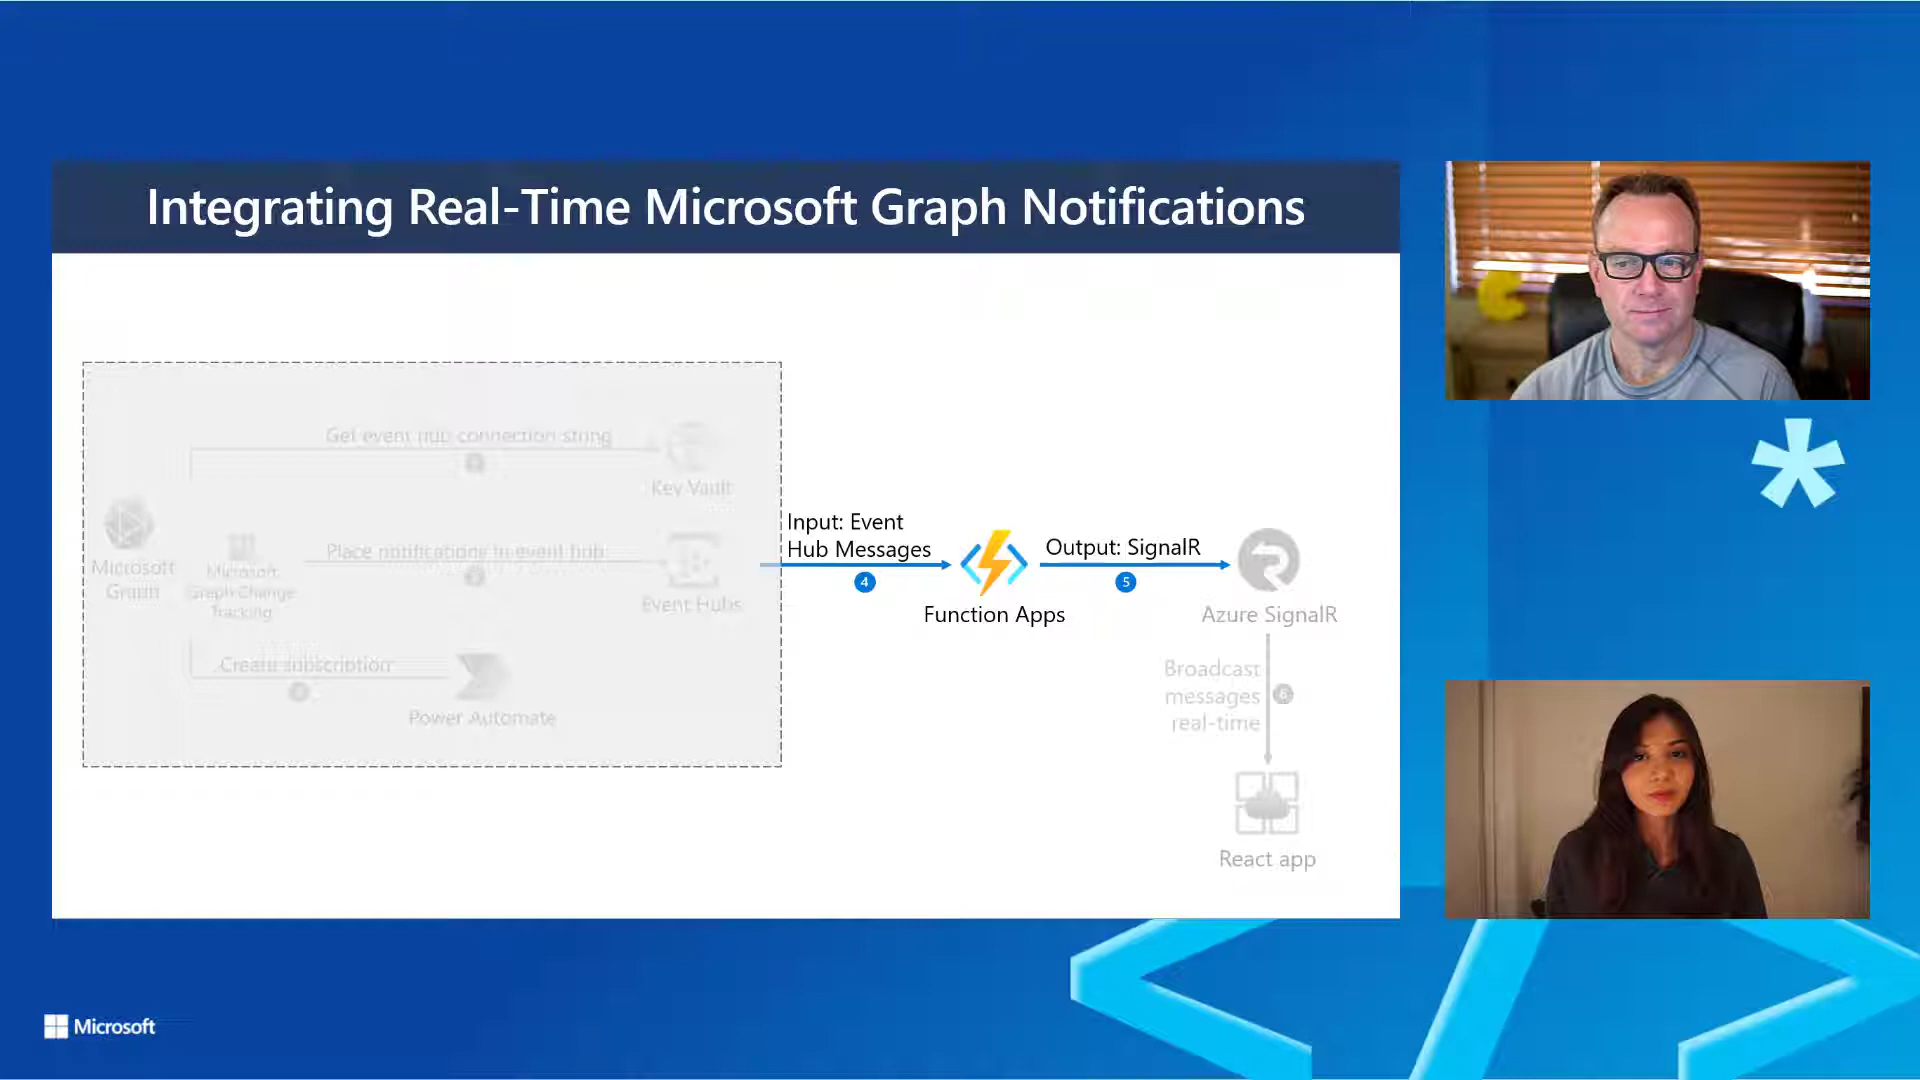 Integrating Real-Time Microsoft Graph Notifications
Get event hub connection string
Key Vault
Microsoft
Graph
Microsoft
Graph Change
Tracking
Place notifications in event hub
Event Hubs
Create subscription
Power Automate
Input: Event
Hub Messages
4
Function Apps
Output: SignalR
5
Azure SignalR
Broadcast
messages
real-time
6
React app
Microsoft